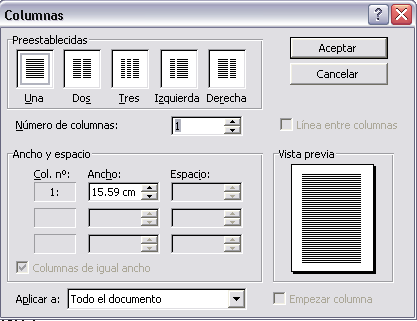 Columnas
Preestablecidas
Una Dos Tres Izquierda Derecha
Aceptar
Cancelar
Número de columnas: 1
Línea entre columnas
Ancho y espacio
Col. nº: Ancho: Espacio:
1: 15.59 cm
Columnas de igual ancho
Vista previa
Aplicar a: Todo el documento
Empezar columna